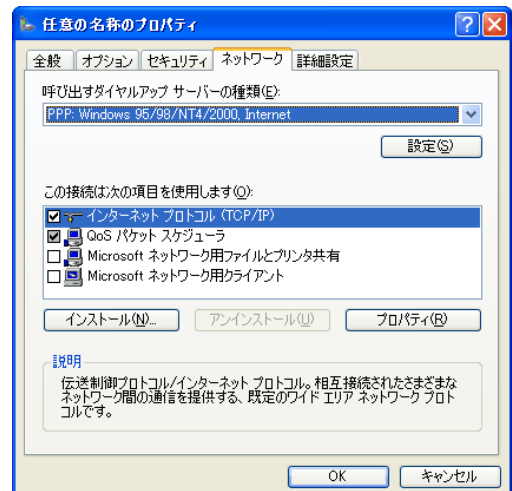 任意の名称のプロパティ
全般 オプション セキュリティ ネットワーク 詳細設定
呼び出すダイヤルアップ サーバーの種類(E):
PPP: Windows 95/98/NT4/2000, Internet
設定(S)
この接続は次の項目を使用します(O):
インターネット プロトコル (TCP/IP)
QoS パケット スケジューラ
Microsoft ネットワーク用ファイルとプリンタ共有
Microsoft ネットワーク用クライアント
インストール(N)... アンインストール(U) プロパティ(R)
説明
伝送制御プロトコル/インターネット プロトコル。相互接続されたさまざまな
ネットワーク間の通信を提供する、既定のワイド エリア ネットワーク プロト
コルです。
OK キャンセル